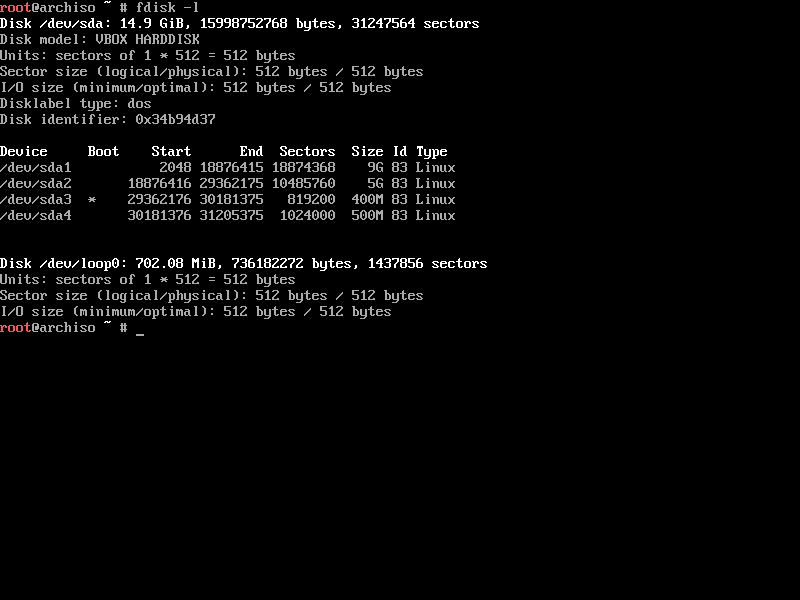 root@archiso ~ # fdisk -l
Disk /dev/sda: 14.9 GiB, 15998752768 bytes, 31247564 sectors
Disk model: VBOX HARDDISK
Units: sectors of 1 * 512 = 512 bytes
Sector size (logical/physical): 512 bytes / 512 bytes
I/O size (minimum/optimal): 512 bytes / 512 bytes
Disklabel type: dos
Disk identifier: 0x34b94d37

Device     Boot    Start      End  Sectors  Size Id Type
/dev/sda1           2048 18876415 18874368    9G 83 Linux
/dev/sda2       18876416 29362175 10485760    5G 83 Linux
/dev/sda3  *    29362176 30181375   819200  400M 83 Linux
/dev/sda4       30181376 31205375  1024000  500M 83 Linux

Disk /dev/loop0: 702.08 MiB, 736182272 bytes, 1437856 sectors
Units: sectors of 1 * 512 = 512 bytes
Sector size (logical/physical): 512 bytes / 512 bytes
I/O size (minimum/optimal): 512 bytes / 512 bytes
root@archiso ~ # _